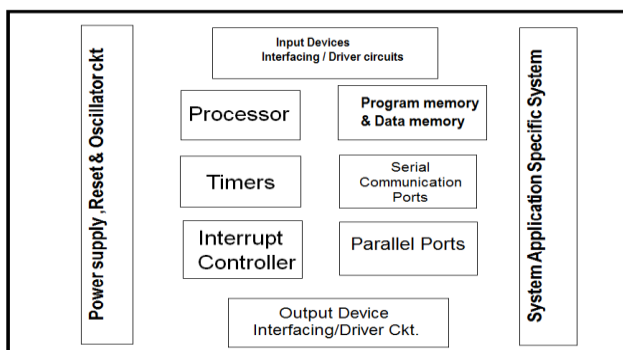 Power supply ,Reset & Oscillator ckt
Input Devices
Interfacing / Driver circuits
Processor
Program memory
& Data memory
Timers
Serial
Communication
Ports
Interrupt
Controller
Parallel Ports
Output Device
Interfacing/Driver Ckt.
System Application Specific System